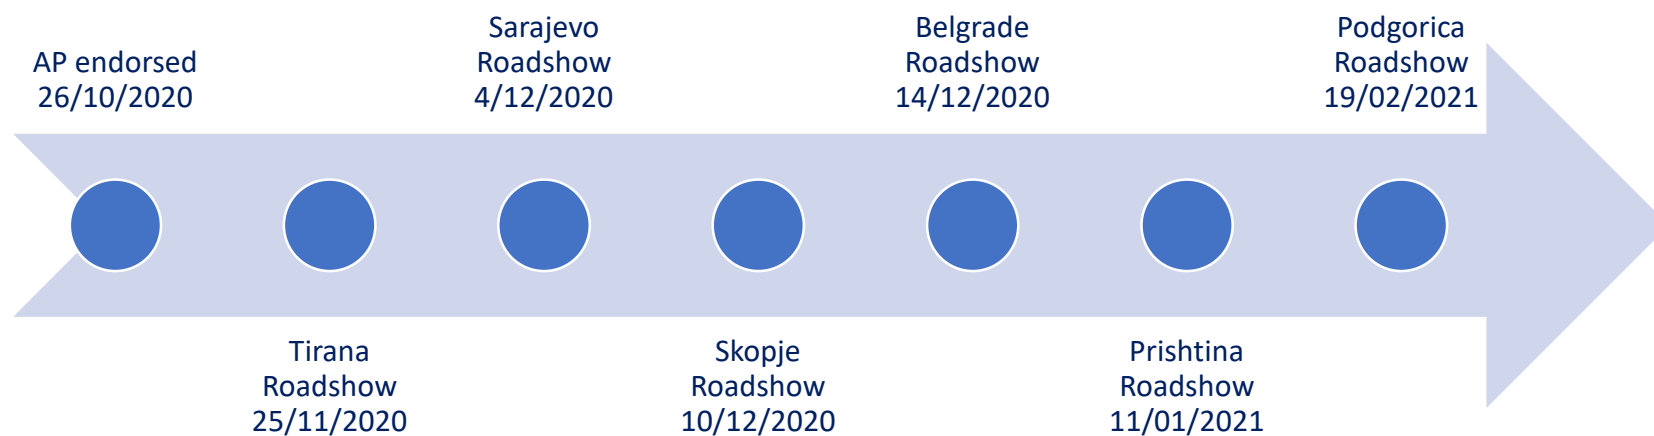 AP endorsed
26/10/2020
Tirana
Roadshow
25/11/2020
Sarajevo
Roadshow
4/12/2020
Skopje
Roadshow
10/12/2020
Belgrade
Roadshow
14/12/2020
Prishtina
Roadshow
11/01/2021
Podgorica
Roadshow
19/02/2021